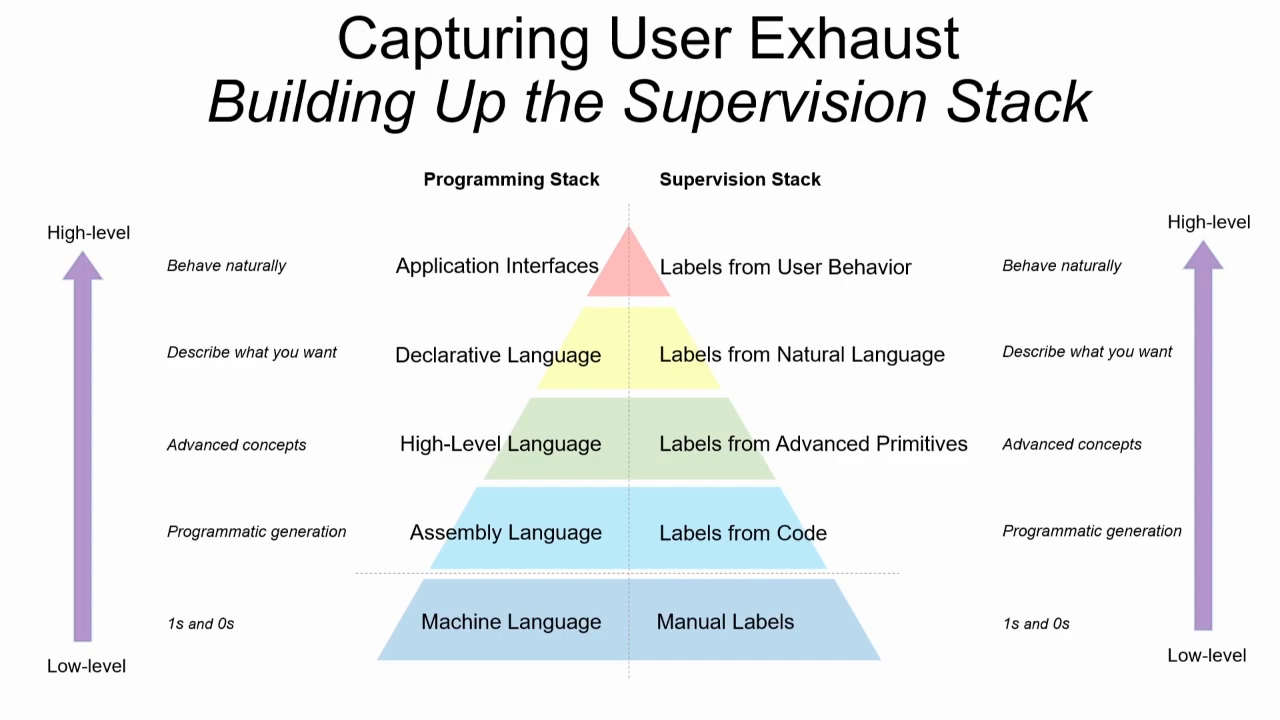 Capturing User Exhaust
Building Up the Supervision Stack
Programming Stack Supervision Stack
High-level High-level
Behave naturally Application Interfaces Labels from User Behavior Behave naturally
Describe what you want Declarative Language Labels from Natural Language Describe what you want
Advanced concepts High-Level Language Labels from Advanced Primitives Advanced concepts
Programmatic generation Assembly Language Labels from Code Programmatic generation
1s and 0s Machine Language Manual Labels 1s and 0s
Low-level Low-level